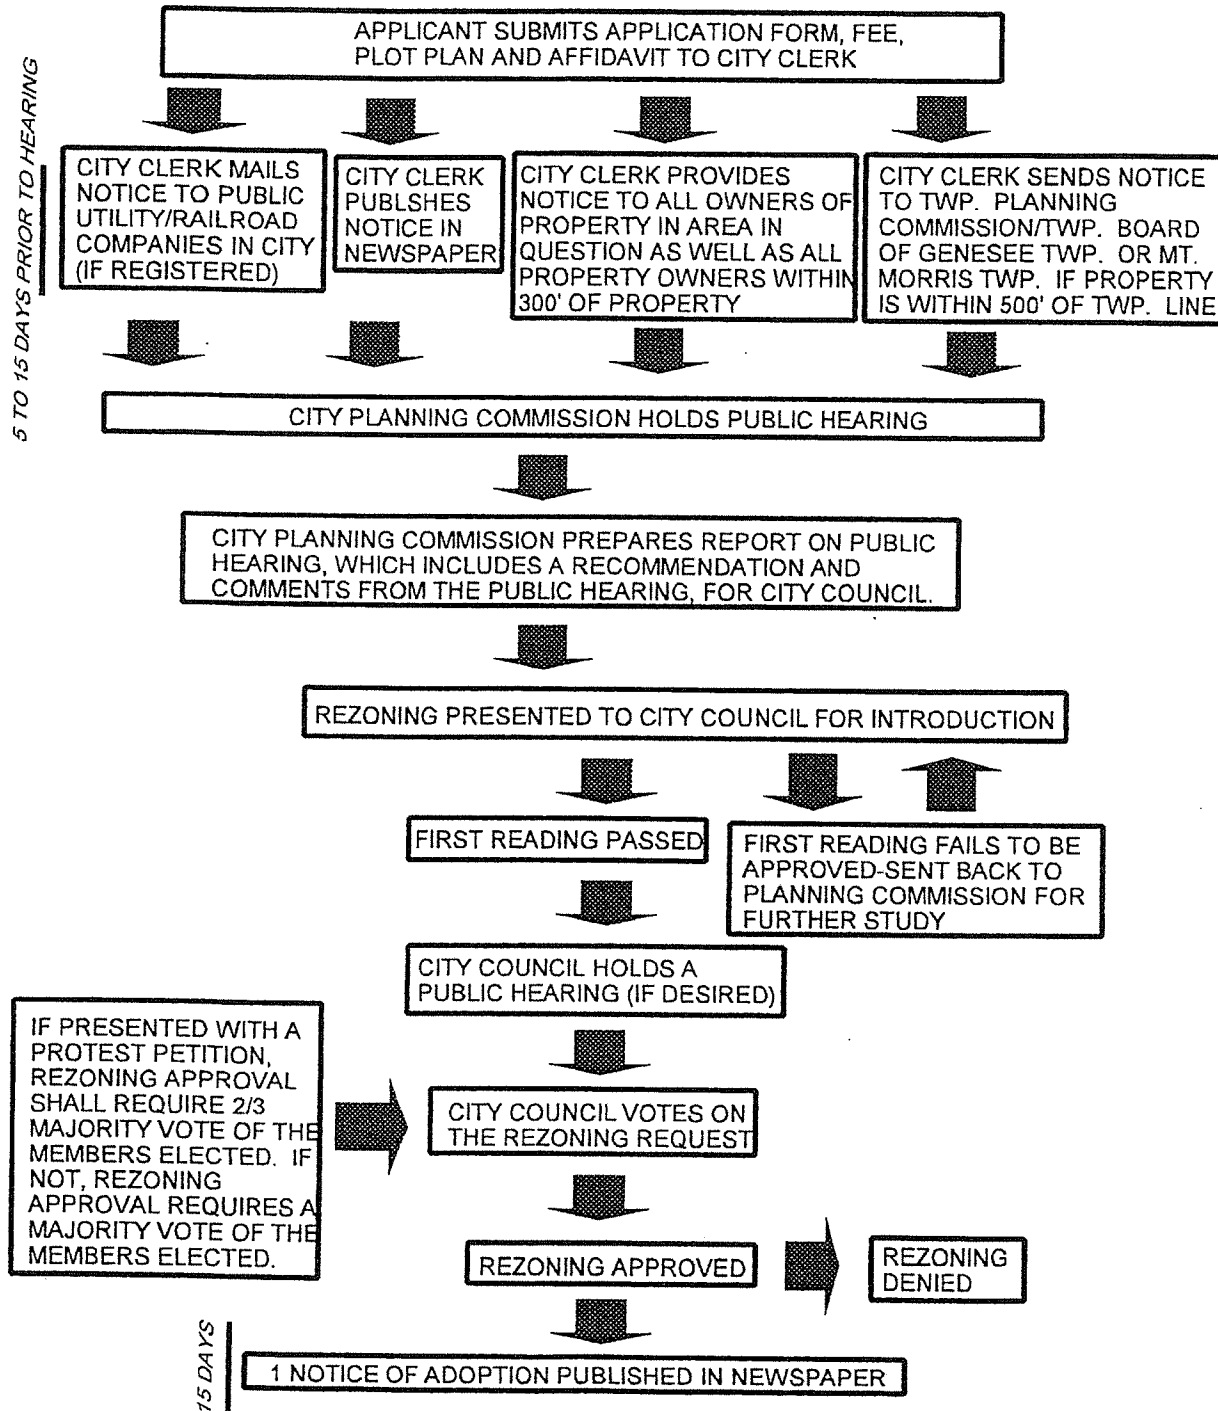 APPLICANT SUBMITS APPLICATION FORM, FEE,
PLOT PLAN AND AFFIDAVIT TO CITY CLERK
5 TO 15 DAYS PRIOR TO HEARING
CITY CLERK MAILS
NOTICE TO PUBLIC
UTILITY/RAILROAD
COMPANIES IN CITY
(IF REGISTERED)
CITY CLERK
PUBLSHES
NOTICE IN
NEWSPAPER
CITY CLERK PROVIDES
NOTICE TO ALL OWNERS OF
PROPERTY IN AREA IN
QUESTION AS WELL AS ALL
PROPERTY OWNERS WITHIN
300' OF PROPERTY
CITY CLERK SENDS NOTICE
TO TWP. PLANNING
COMMISSION/TWP. BOARD
OF GENESEE TWP. OR MT.
MORRIS TWP. IF PROPERTY
IS WITHIN 500' OF TWP. LINE
CITY PLANNING COMMISSION HOLDS PUBLIC HEARING
CITY PLANNING COMMISSION PREPARES REPORT ON PUBLIC
HEARING, WHICH INCLUDES A RECOMMENDATION AND
COMMENTS FROM THE PUBLIC HEARING, FOR CITY COUNCIL.
REZONING PRESENTED TO CITY COUNCIL FOR INTRODUCTION
FIRST READING PASSED
FIRST READING FAILS TO BE
APPROVED-SENT BACK TO
PLANNING COMMISSION FOR
FURTHER STUDY
CITY COUNCIL HOLDS A
PUBLIC HEARING (IF DESIRED)
IF PRESENTED WITH A
PROTEST PETITION,
REZONING APPROVAL
SHALL REQUIRE 2/3
MAJORITY VOTE OF THE
MEMBERS ELECTED. IF
NOT, REZONING
APPROVAL REQUIRES A
MAJORITY VOTE OF THE
MEMBERS ELECTED.
CITY COUNCIL VOTES ON
THE REZONING REQUEST
REZONING APPROVED
REZONING
DENIED
15 DAYS
1 NOTICE OF ADOPTION PUBLISHED IN NEWSPAPER